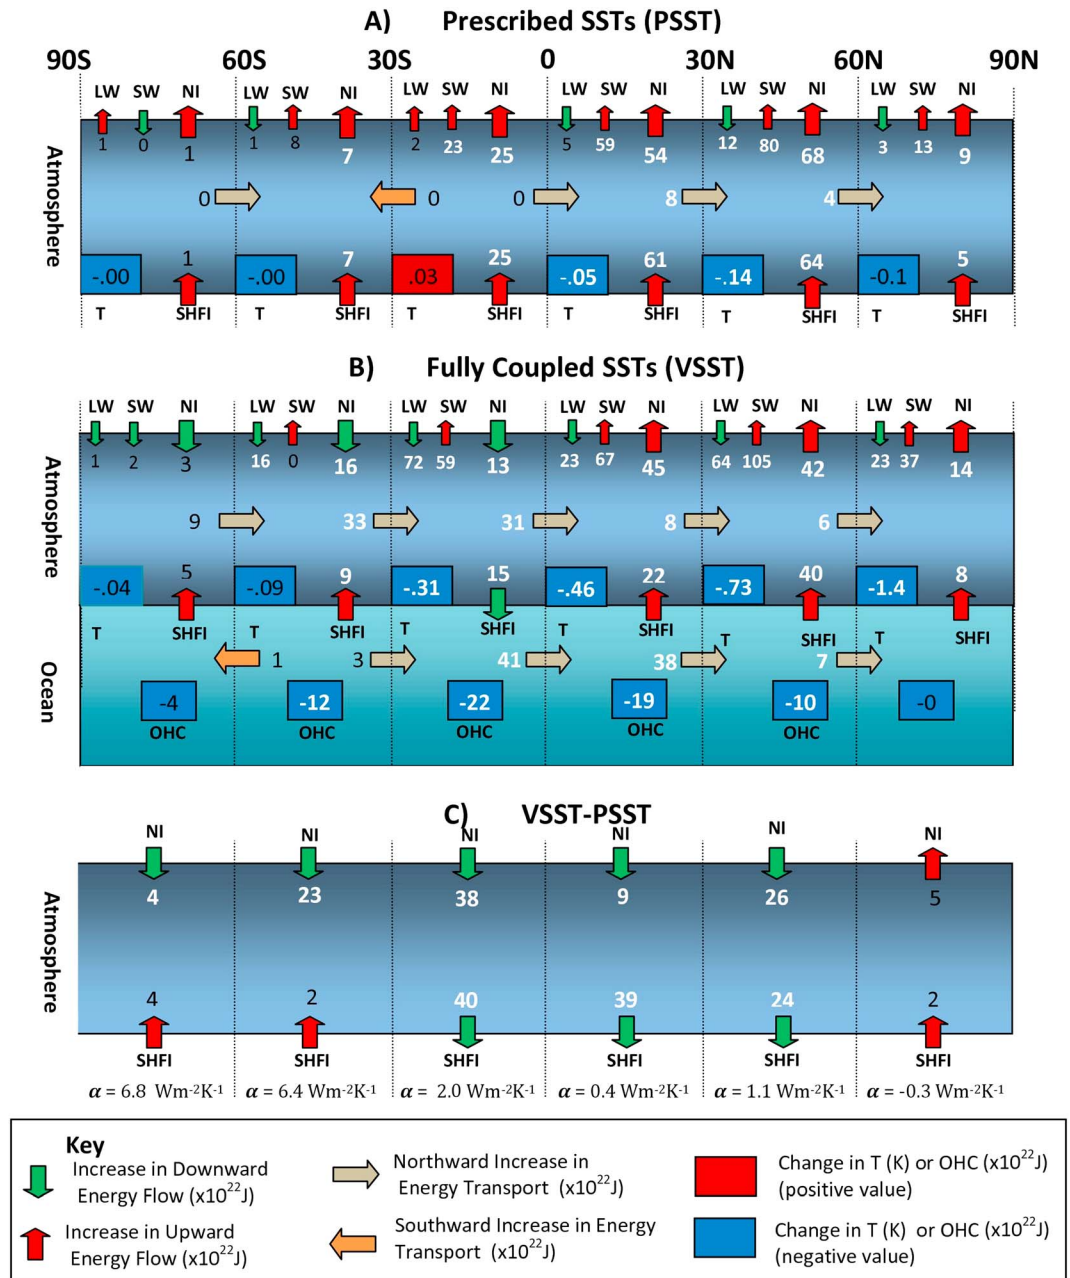 A) Prescribed SSTs (PSST)
90S 60S 30S 0 30N 60N 90N
LW SW NI LW SW NI LW SW NI LW SW NI LW SW NI LW SW NI
1 0 1 1 8 7 2 23 25 5 59 54 12 80 68 3 13 9
Atmosphere
0 0 0 8 4
1 7 25 61 64 5
-.00 -.00 .03 -.05 -.14 -0.1
T SHFI T SHFI T SHFI T SHFI T SHFI T SHFI
B) Fully Coupled SSTs (VSST)
LW SW NI LW SW NI LW SW NI LW SW NI LW SW NI LW SW NI
1 2 3 16 0 16 72 59 13 23 67 45 64 105 42 23 37 14
Atmosphere
9 33 31 8 6
5 9 15 22 40 8
-.04 -.09 -.31 -.46 -.73 -1.4
T SHFI T SHFI T SHFI T SHFI T SHFI T SHFI
Ocean
1 3 41 38 7
-4 -12 -22 -19 -10 -0
OHC OHC OHC OHC OHC
C) VSST-PSST
NI NI NI NI NI NI
4 23 38 9 26 5
Atmosphere
4 2 40 39 24 2
SHFI SHFI SHFI SHFI SHFI SHFI
α = 6.8 Wm-2K-1 α = 6.4 Wm-2K-1 α = 2.0 Wm-2K-1 α = 0.4 Wm-2K-1 α = 1.1 Wm-2K-1 α = -0.3 Wm-2K-1
Key
Increase in Downward
Energy Flow (x10²²J)
Northward Increase in
Energy Transport (x10²²J)
Change in T (K) or OHC (x10²²J)
(positive value)
Increase in Upward
Energy Flow (x10²²J)
Southward Increase in Energy
Transport (x10²²J)
Change in T (K) or OHC (x10²²J)
(negative value)